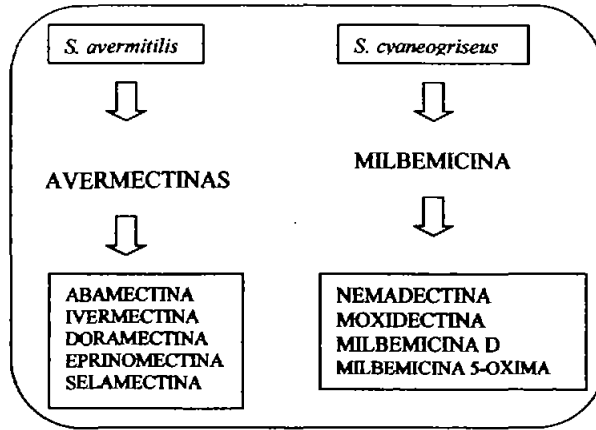 S. avermitilis
AVERMECTINAS
ABAMECTINA
IVERMECTINA
DORAMECTINA
EPRINOMECTINA
SELAMECTINA
S. cyaneogriseus
MILBEMICINA
NEMADECTINA
MOXIDECTINA
MILBEMICINA D
MILBEMICINA 5-OXIMA